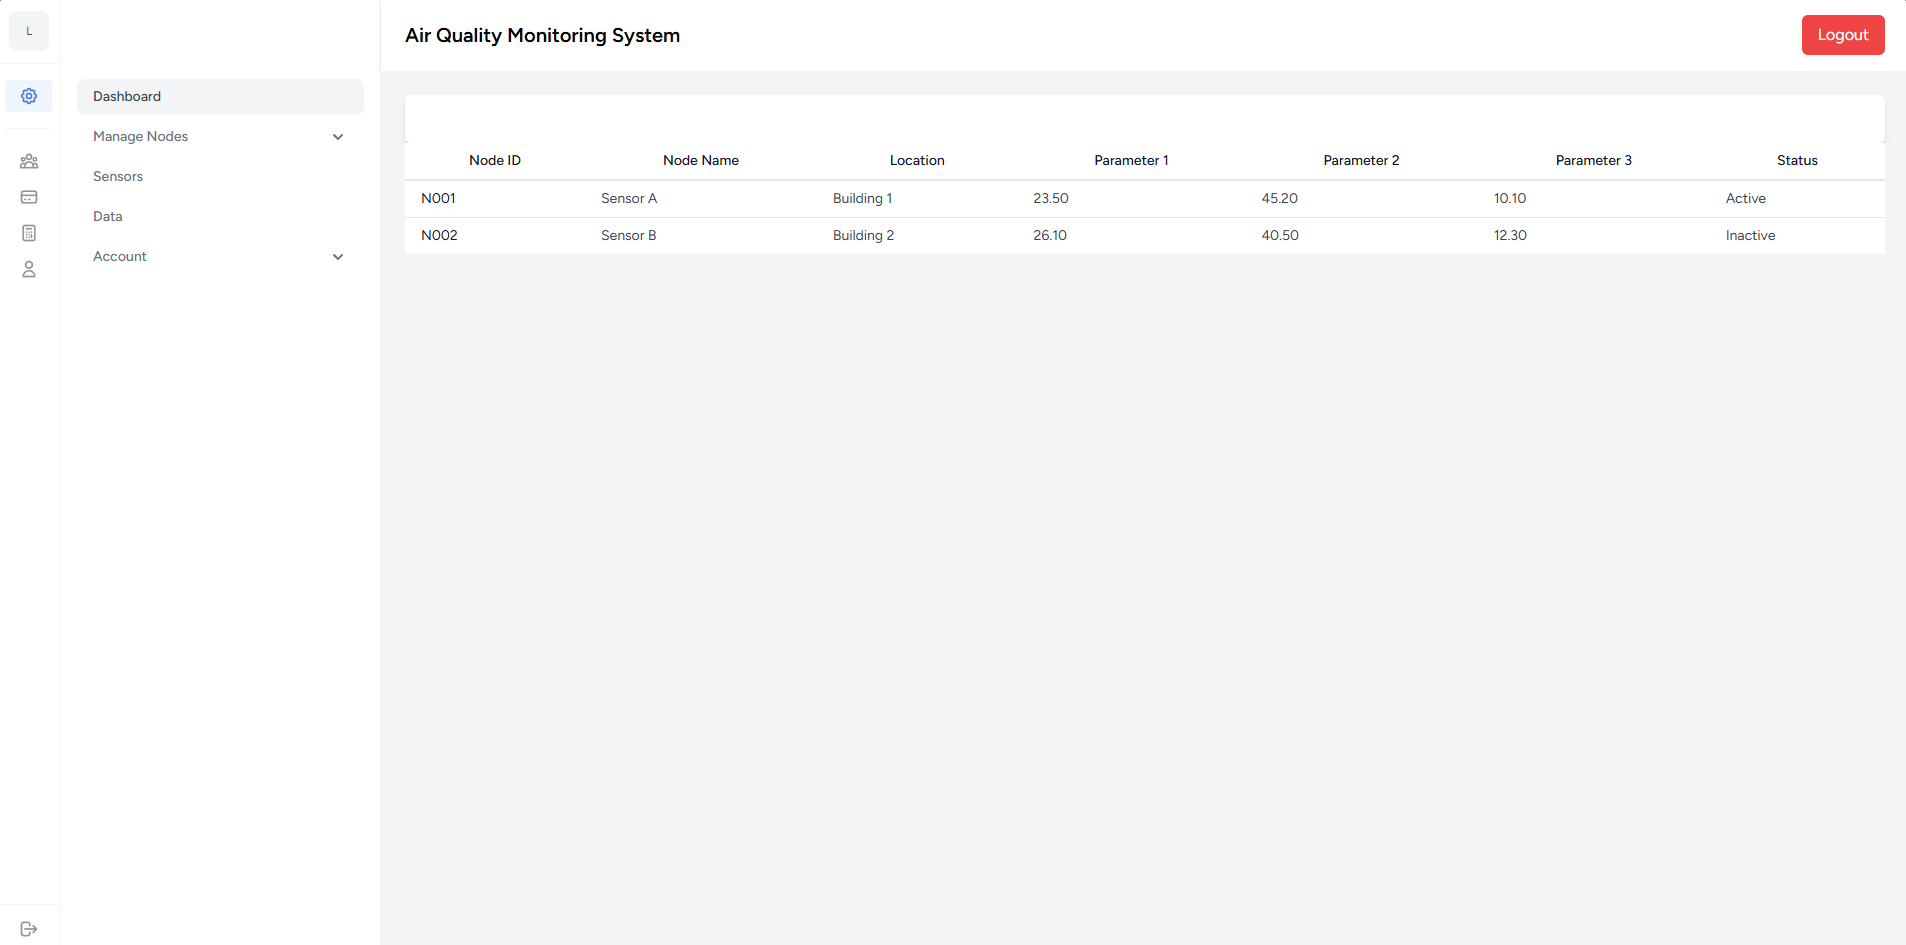 L
Air Quality Monitoring System
Logout
Dashboard
Manage Nodes
Sensors
Data
Account
Node ID Node Name Location Parameter 1 Parameter 2 Parameter 3 Status
N001 Sensor A Building 1 23.50 45.20 10.10 Active
N002 Sensor B Building 2 26.10 40.50 12.30 Inactive